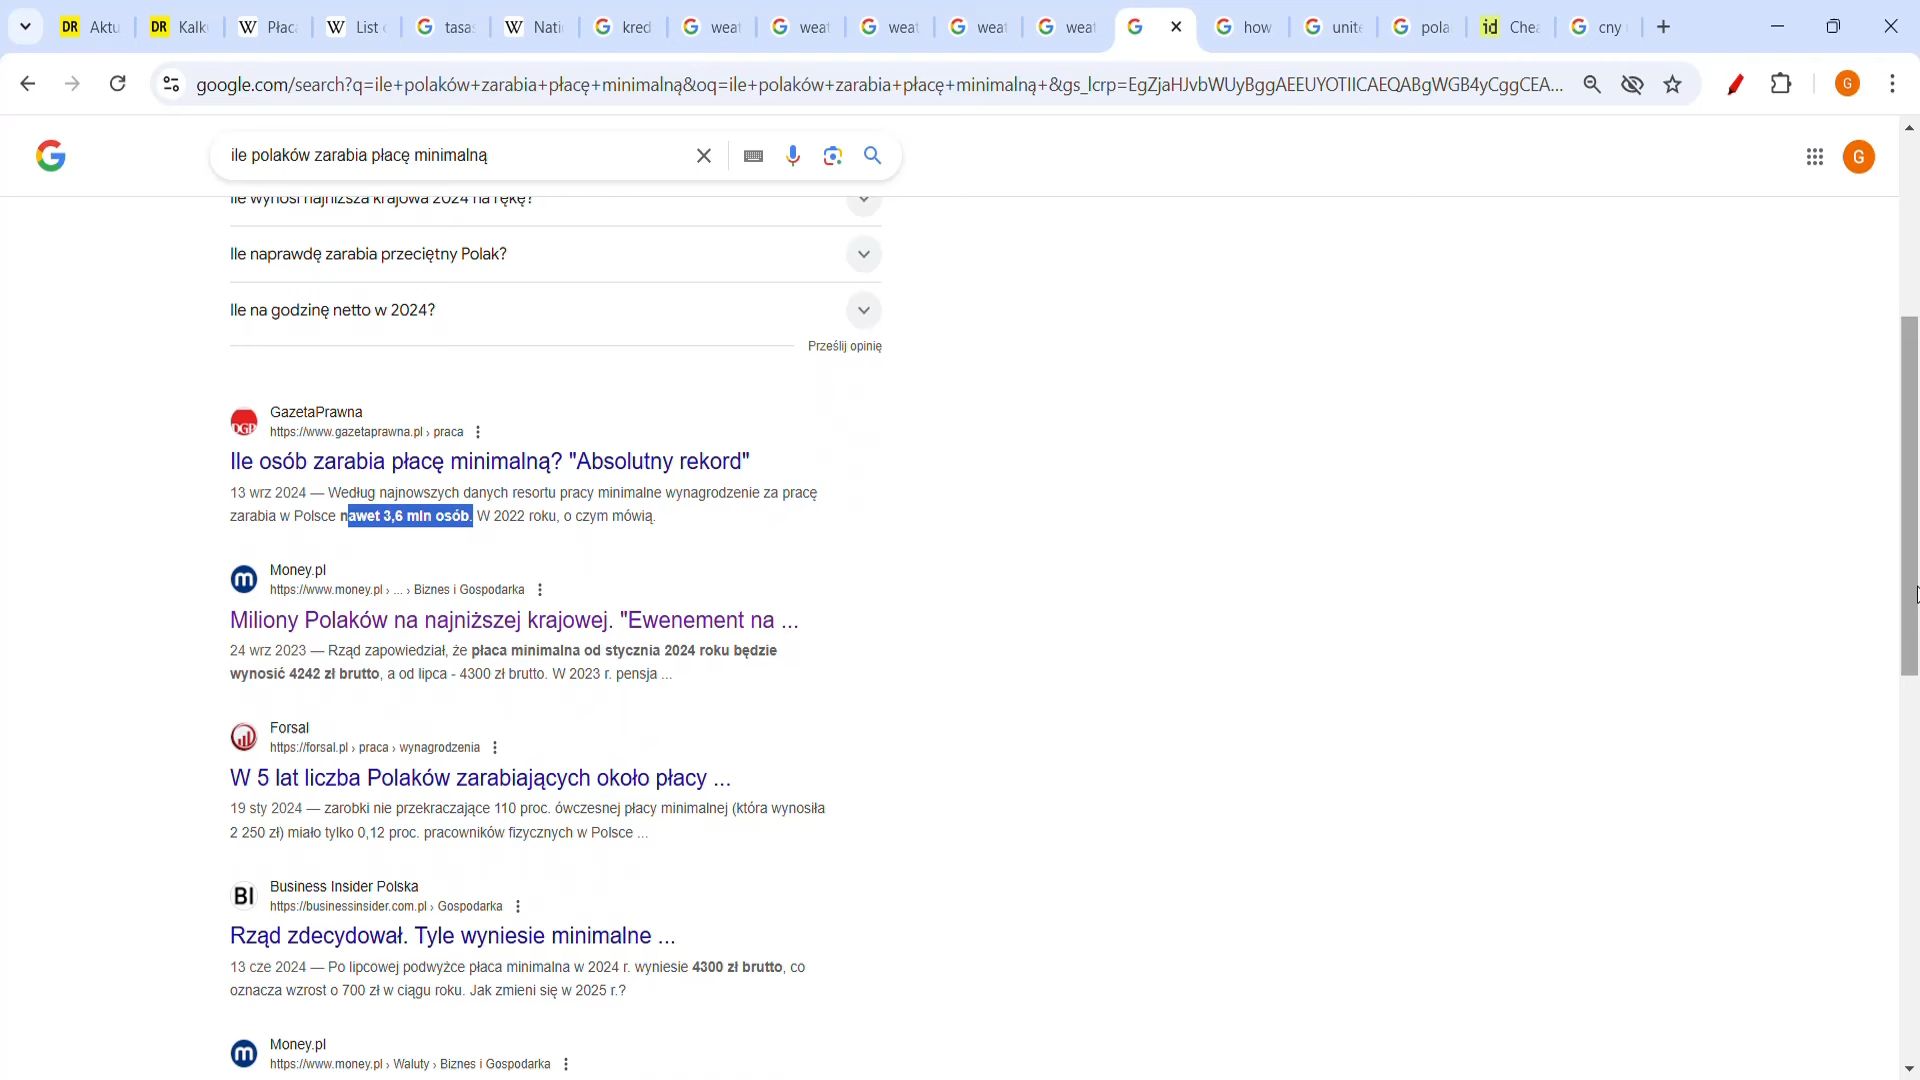 DR Aktu
DR Kalk
W Płac
W List
tasa
W Nati
kred
weat
weat
weat
weat
weat
how
unit
pola
id Chea
cny
google.com/search?q=ile+polaków+zarabia+płacę+minimalną&oq=ile+polaków+zarabia+płacę+minimalną+&gs_lcrp=EgZjaHJvbWUyBggAEEUYOTIICAEQABgWGB4yCggCEA...
G
ile polaków zarabia płacę minimalną
G
Ile wynosi najniższa krajowa 2024 na rękę?
Ile naprawdę zarabia przeciętny Polak?
Ile na godzinę netto w 2024?
Prześlij opinię
DGP
GazetaPrawna
https://www.gazetaprawna.pl › praca
Ile osób zarabia płacę minimalną? "Absolutny rekord"
13 wrz 2024 — Według najnowszych danych resortu pracy minimalne wynagrodzenie za pracę
zarabia w Polsce nawet 3,6 mln osób. W 2022 roku, o czym mówią.
m
Money.pl
https://www.money.pl › ... › Biznes i Gospodarka
Miliony Polaków na najniższej krajowej. "Ewenement na ...
24 wrz 2023 — Rząd zapowiedział, że płaca minimalna od stycznia 2024 roku będzie
wynosić 4242 zł brutto, a od lipca - 4300 zł brutto. W 2023 r. pensja ...
Forsal
https://forsal.pl › praca › wynagrodzenia
W 5 lat liczba Polaków zarabiających około płacy ...
19 sty 2024 — zarobki nie przekraczające 110 proc. ówczesnej płacy minimalnej (która wynosiła
2 250 zł) miało tylko 0,12 proc. pracowników fizycznych w Polsce ...
BI
Business Insider Polska
https://businessinsider.com.pl › Gospodarka
Rząd zdecydował. Tyle wyniesie minimalne ...
13 cze 2024 — Po lipcowej podwyżce płaca minimalna w 2024 r. wyniesie 4300 zł brutto, co
oznacza wzrost o 700 zł w ciągu roku. Jak zmieni się w 2025 r.?
m
Money.pl
https://www.money.pl › Waluty › Biznes i Gospodarka